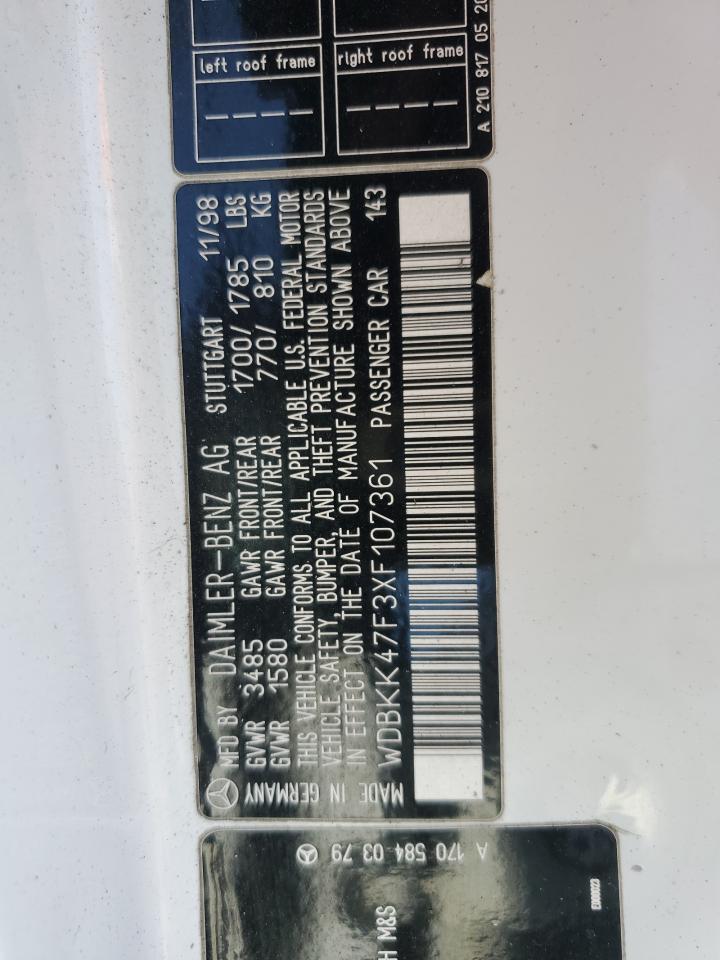 left roof frame
right roof frame
A 210 817 05 20
MFD BY DAIMLER-BENZ AG STUTTGART 11/98
GVWR 3485 GAWR FRONT/REAR 1700/1785 LBS
GVWR 1580 GAWR FRONT/REAR 770/ 810 KG
THIS VEHICLE CONFORMS TO ALL APPLICABLE U.S. FEDERAL MOTOR
VEHICLE SAFETY, BUMPER, AND THEFT PREVENTION STANDARDS
IN EFFECT ON THE DATE OF MANUFACTURE SHOWN ABOVE
WDBKK47F3XF107361 PASSENGER CAR 143
MADE IN GERMANY
A 170 584 03 79
M&S